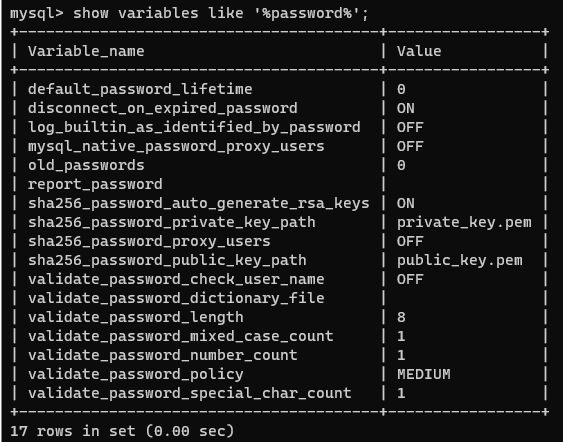 mysql> show variables like '%password%';
+----------------------------------------+-----------------+
| Variable_name                          | Value           |
+----------------------------------------+-----------------+
| default_password_lifetime              | 0               |
| disconnect_on_expired_password         | ON              |
| log_builtin_as_identified_by_password  | OFF             |
| mysql_native_password_proxy_users      | OFF             |
| old_passwords                          | 0               |
| report_password                        |                 |
| sha256_password_auto_generate_rsa_keys | ON              |
| sha256_password_private_key_path       | private_key.pem |
| sha256_password_proxy_users            | OFF             |
| sha256_password_public_key_path        | public_key.pem  |
| validate_password_check_user_name      | OFF             |
| validate_password_dictionary_file      |                 |
| validate_password_length               | 8               |
| validate_password_mixed_case_count     | 1               |
| validate_password_number_count         | 1               |
| validate_password_policy               | MEDIUM          |
| validate_password_special_char_count   | 1               |
+----------------------------------------+-----------------+
17 rows in set (0.00 sec)